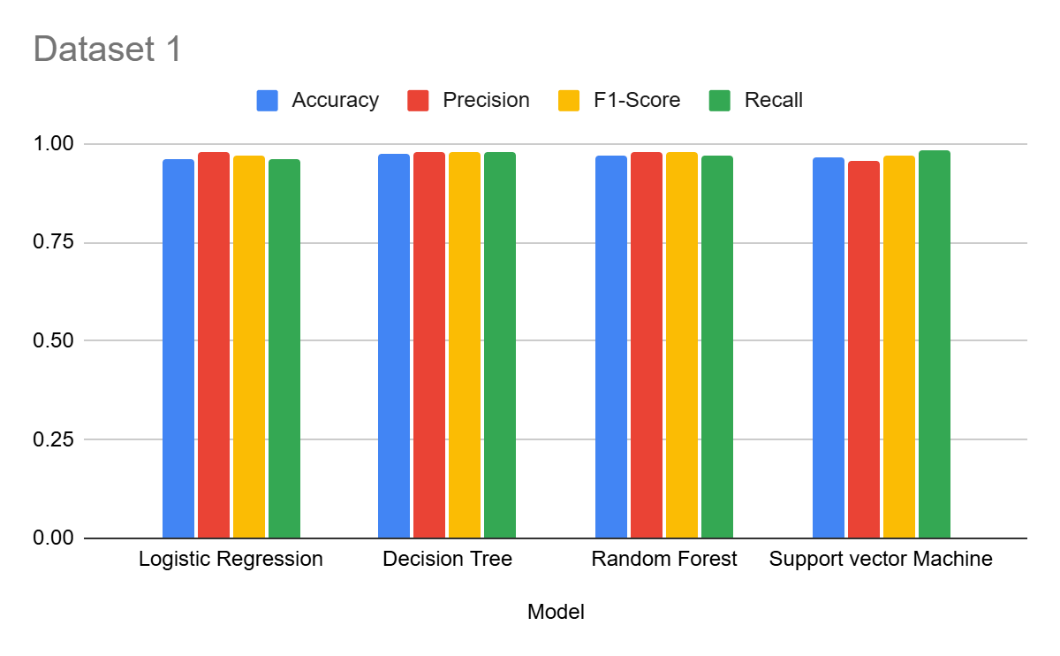 Dataset 1
Accuracy Precision F1-Score Recall
1.00
0.75
0.50
0.25
0.00
Logistic Regression Decision Tree Random Forest Support vector Machine
Model